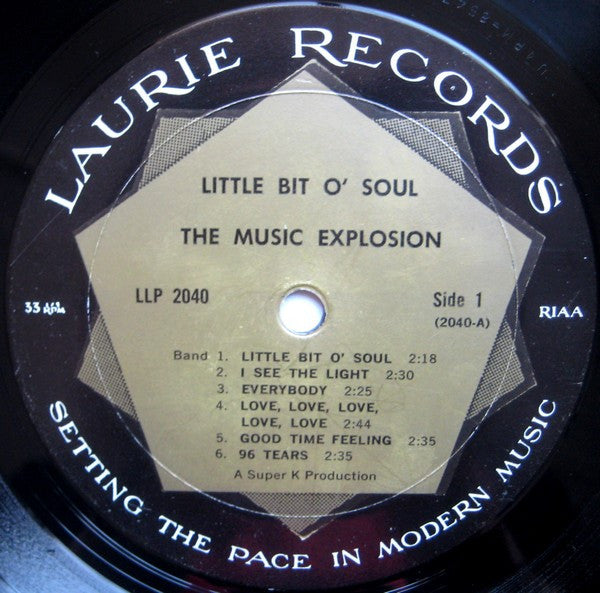 LAURIE RECORDS
LITTLE BIT O' SOUL
THE MUSIC EXPLOSION
LLP 2040
Side 1
(2040-A)
33 ⅓ RPM
RIAA
Band 1. LITTLE BIT O' SOUL 2:18
2. I SEE THE LIGHT 2:30
3. EVERYBODY 2:25
4. LOVE, LOVE, LOVE,
LOVE, LOVE 2:44
5. GOOD TIME FEELING 2:35
6. 96 TEARS 2:35
A Super K Production
SETTING THE PACE IN MODERN MUSIC